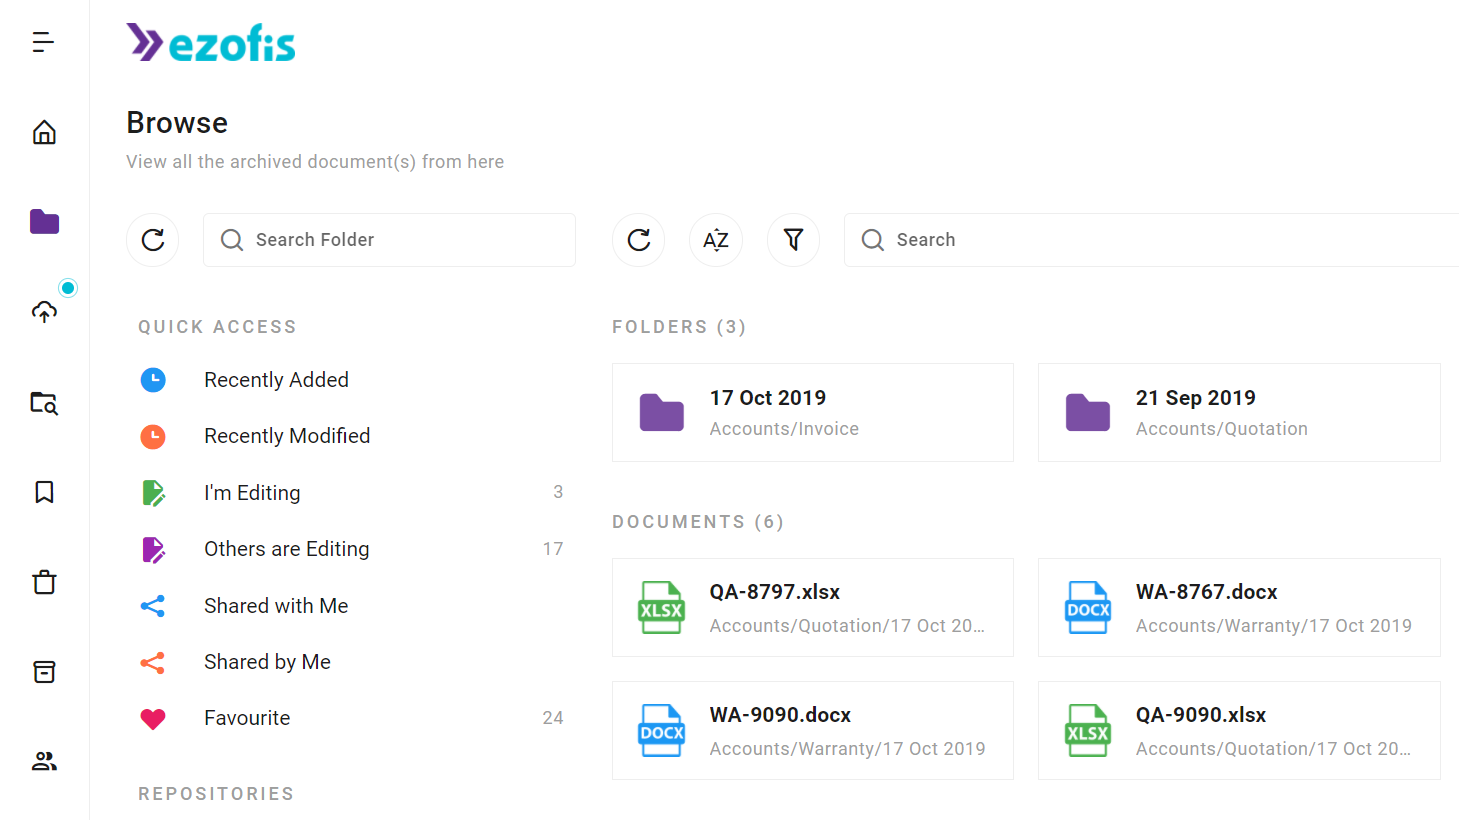 ezofis
Browse
View all the archived document(s) from here
Search Folder
AZ
Search
QUICK ACCESS
Recently Added
Recently Modified
I'm Editing
3
Others are Editing
17
Shared with Me
Shared by Me
Favourite
24
REPOSITORIES
FOLDERS (3)
17 Oct 2019
Accounts/Invoice
21 Sep 2019
Accounts/Quotation
DOCUMENTS (6)
XLSX
QA-8797.xlsx
Accounts/Quotation/17 Oct 20...
DOCX
WA-8767.docx
Accounts/Warranty/17 Oct 2019
DOCX
WA-9090.docx
Accounts/Warranty/17 Oct 2019
XLSX
QA-9090.xlsx
Accounts/Quotation/17 Oct 20...